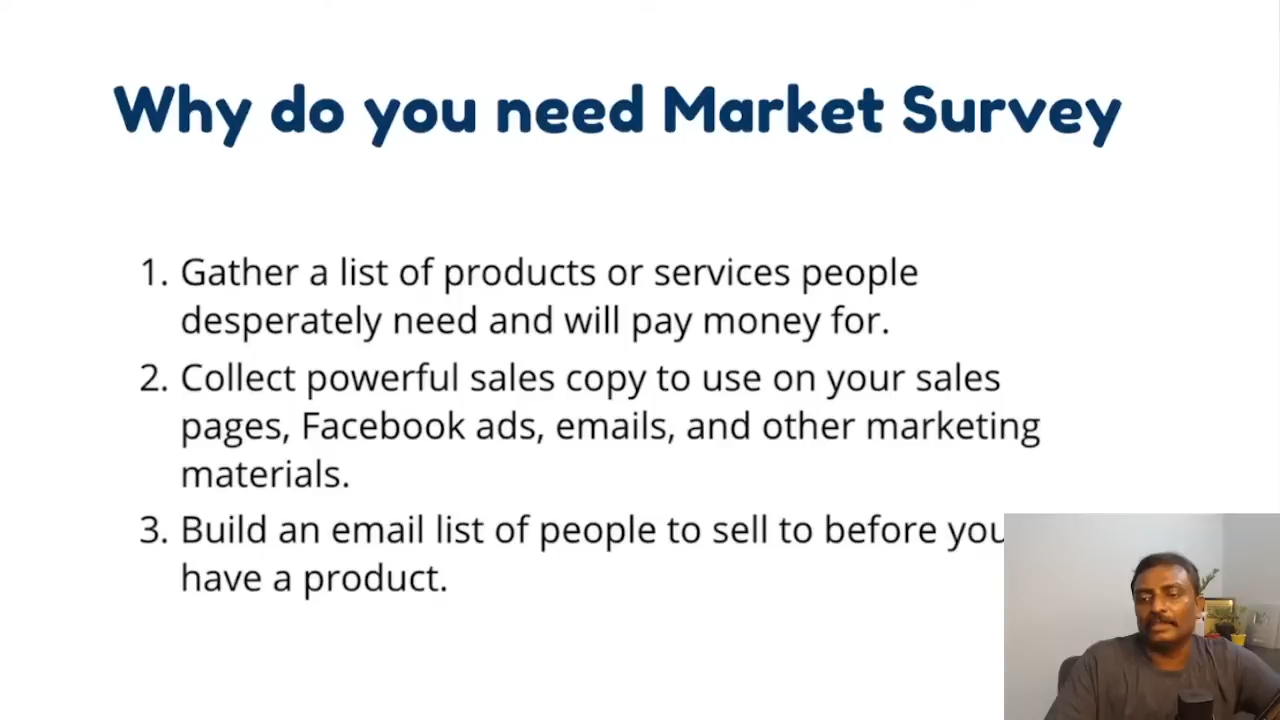 Why do you need Market Survey
1. Gather a list of products or services people
desperately need and will pay money for.
2. Collect powerful sales copy to use on your sales
pages, Facebook ads, emails, and other marketing
materials.
3. Build an email list of people to sell to before you
have a product.